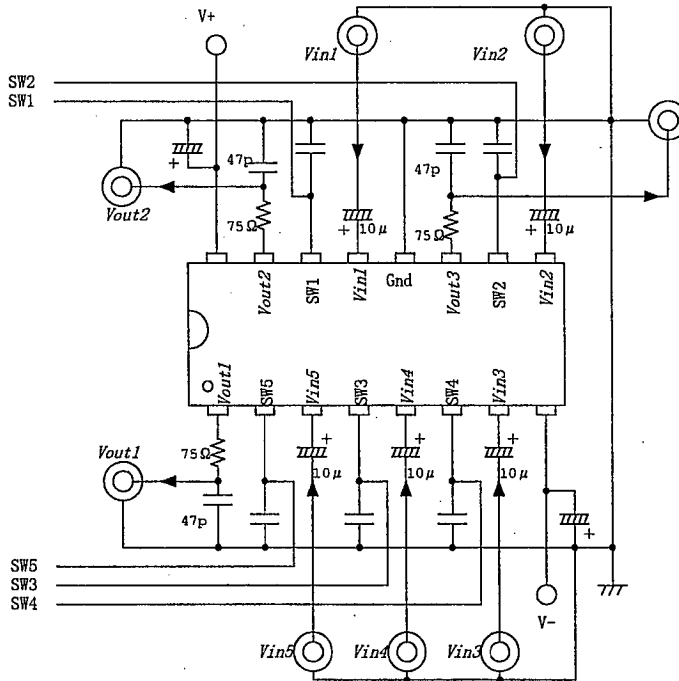 V+
Vin1
Vin2
SW2
SW1
+
47p
47p
Vout2
75Ω
+
10μ
75Ω
+
10μ
Vout2
SW1
Vin1
Gnd
Vout3
SW2
Vin2
Vout1
SW5
Vin5
SW3
Vin4
SW4
Vin3
Vout1
75Ω
+
10μ
+
10μ
+
10μ
47p
+
SW5
SW3
SW4
V-
Vin5
Vin4
Vin3